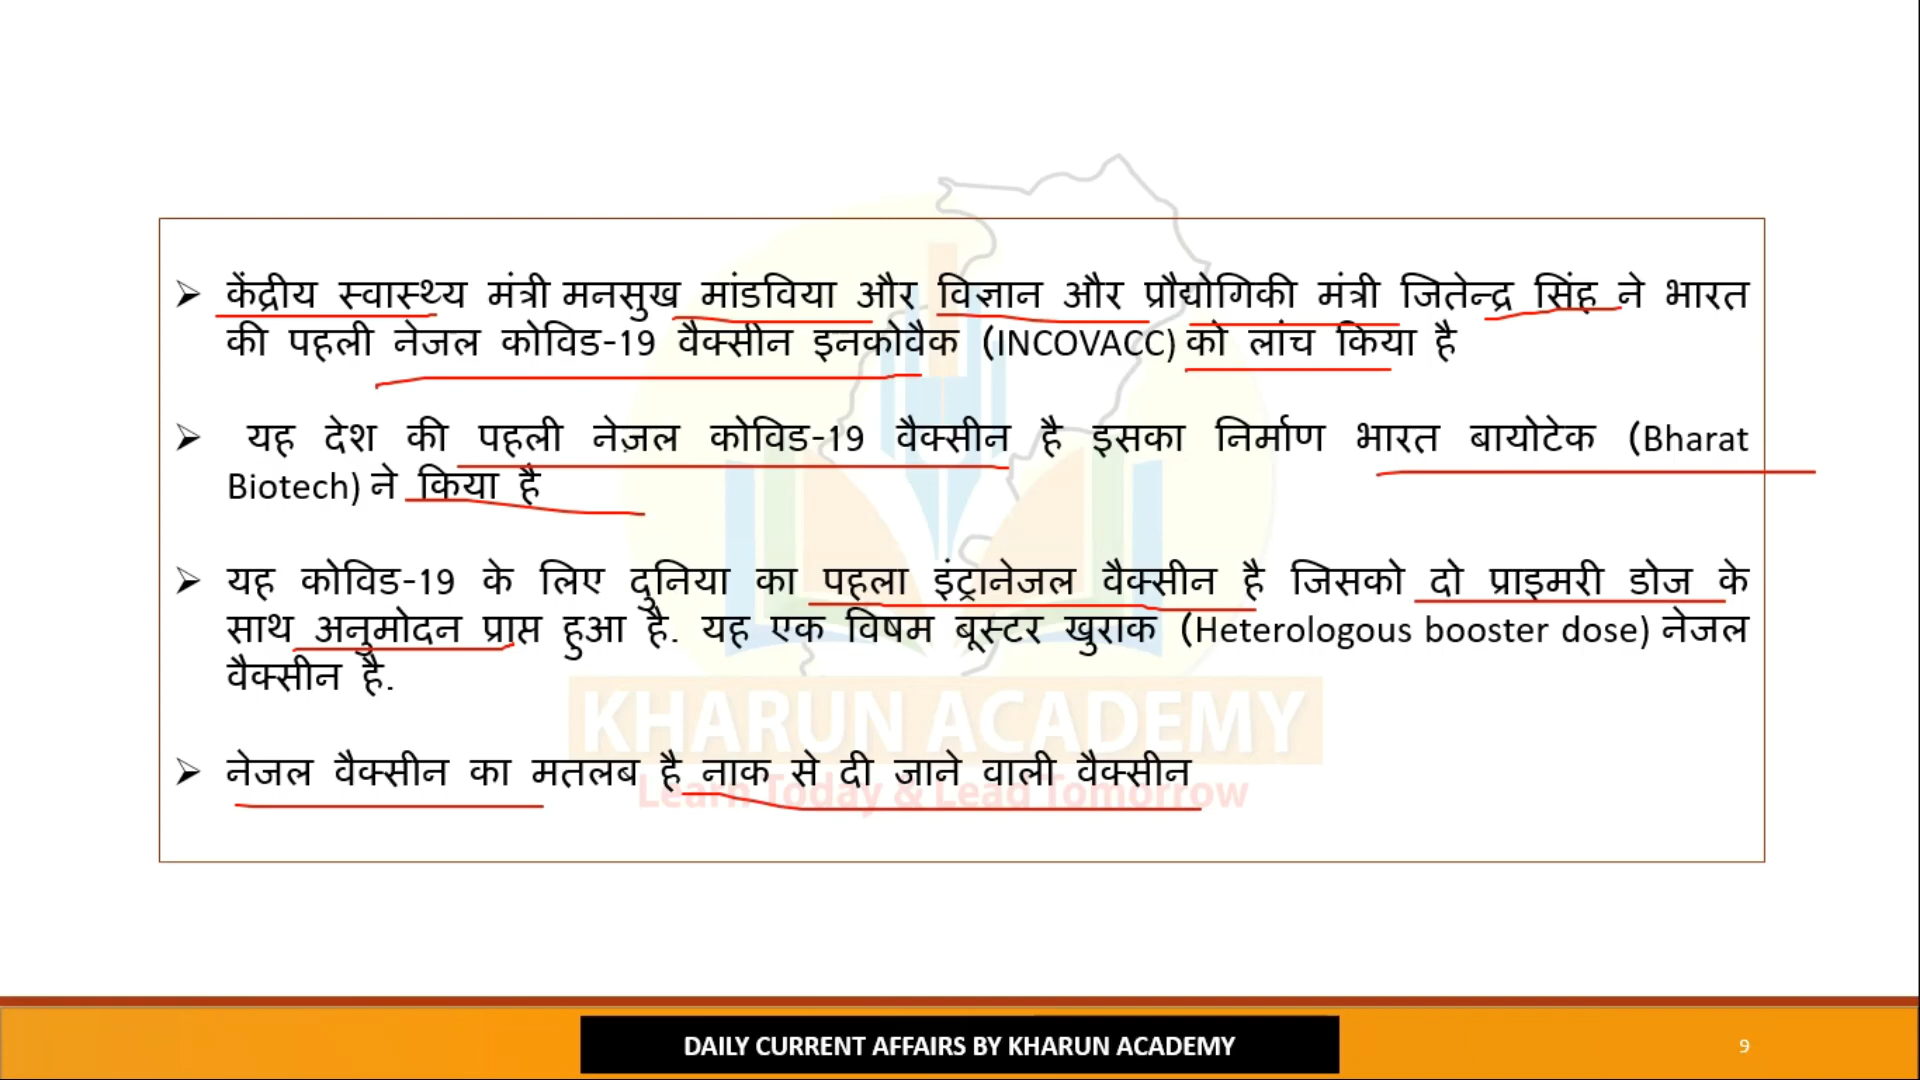 ➢ केंद्रीय स्वास्थ्य मंत्री मनसुख मांडविया और विज्ञान और प्रौद्योगिकी मंत्री जितेन्द्र सिंह ने भारत
की पहली नेजल कोविड-19 वैक्सीन इनकोवैक (INCOVACC) को लांच किया है
➢ यह देश की पहली नेज़ल कोविड-19 वैक्सीन है इसका निर्माण भारत बायोटेक (Bharat
Biotech) ने किया है
➢ यह कोविड-19 के लिए दुनिया का पहला इंट्रानेजल वैक्सीन है जिसको दो प्राइमरी डोज के
साथ अनुमोदन प्राप्त हुआ है. यह एक विषम बूस्टर खुराक (Heterologous booster dose) नेजल
वैक्सीन है.
KHARUN ACADEMY
➢ नेजल वैक्सीन का मतलब है नाक से दी जाने वाली वैक्सीन
Learn Today & Lead Tomorrow
DAILY CURRENT AFFAIRS BY KHARUN ACADEMY
9